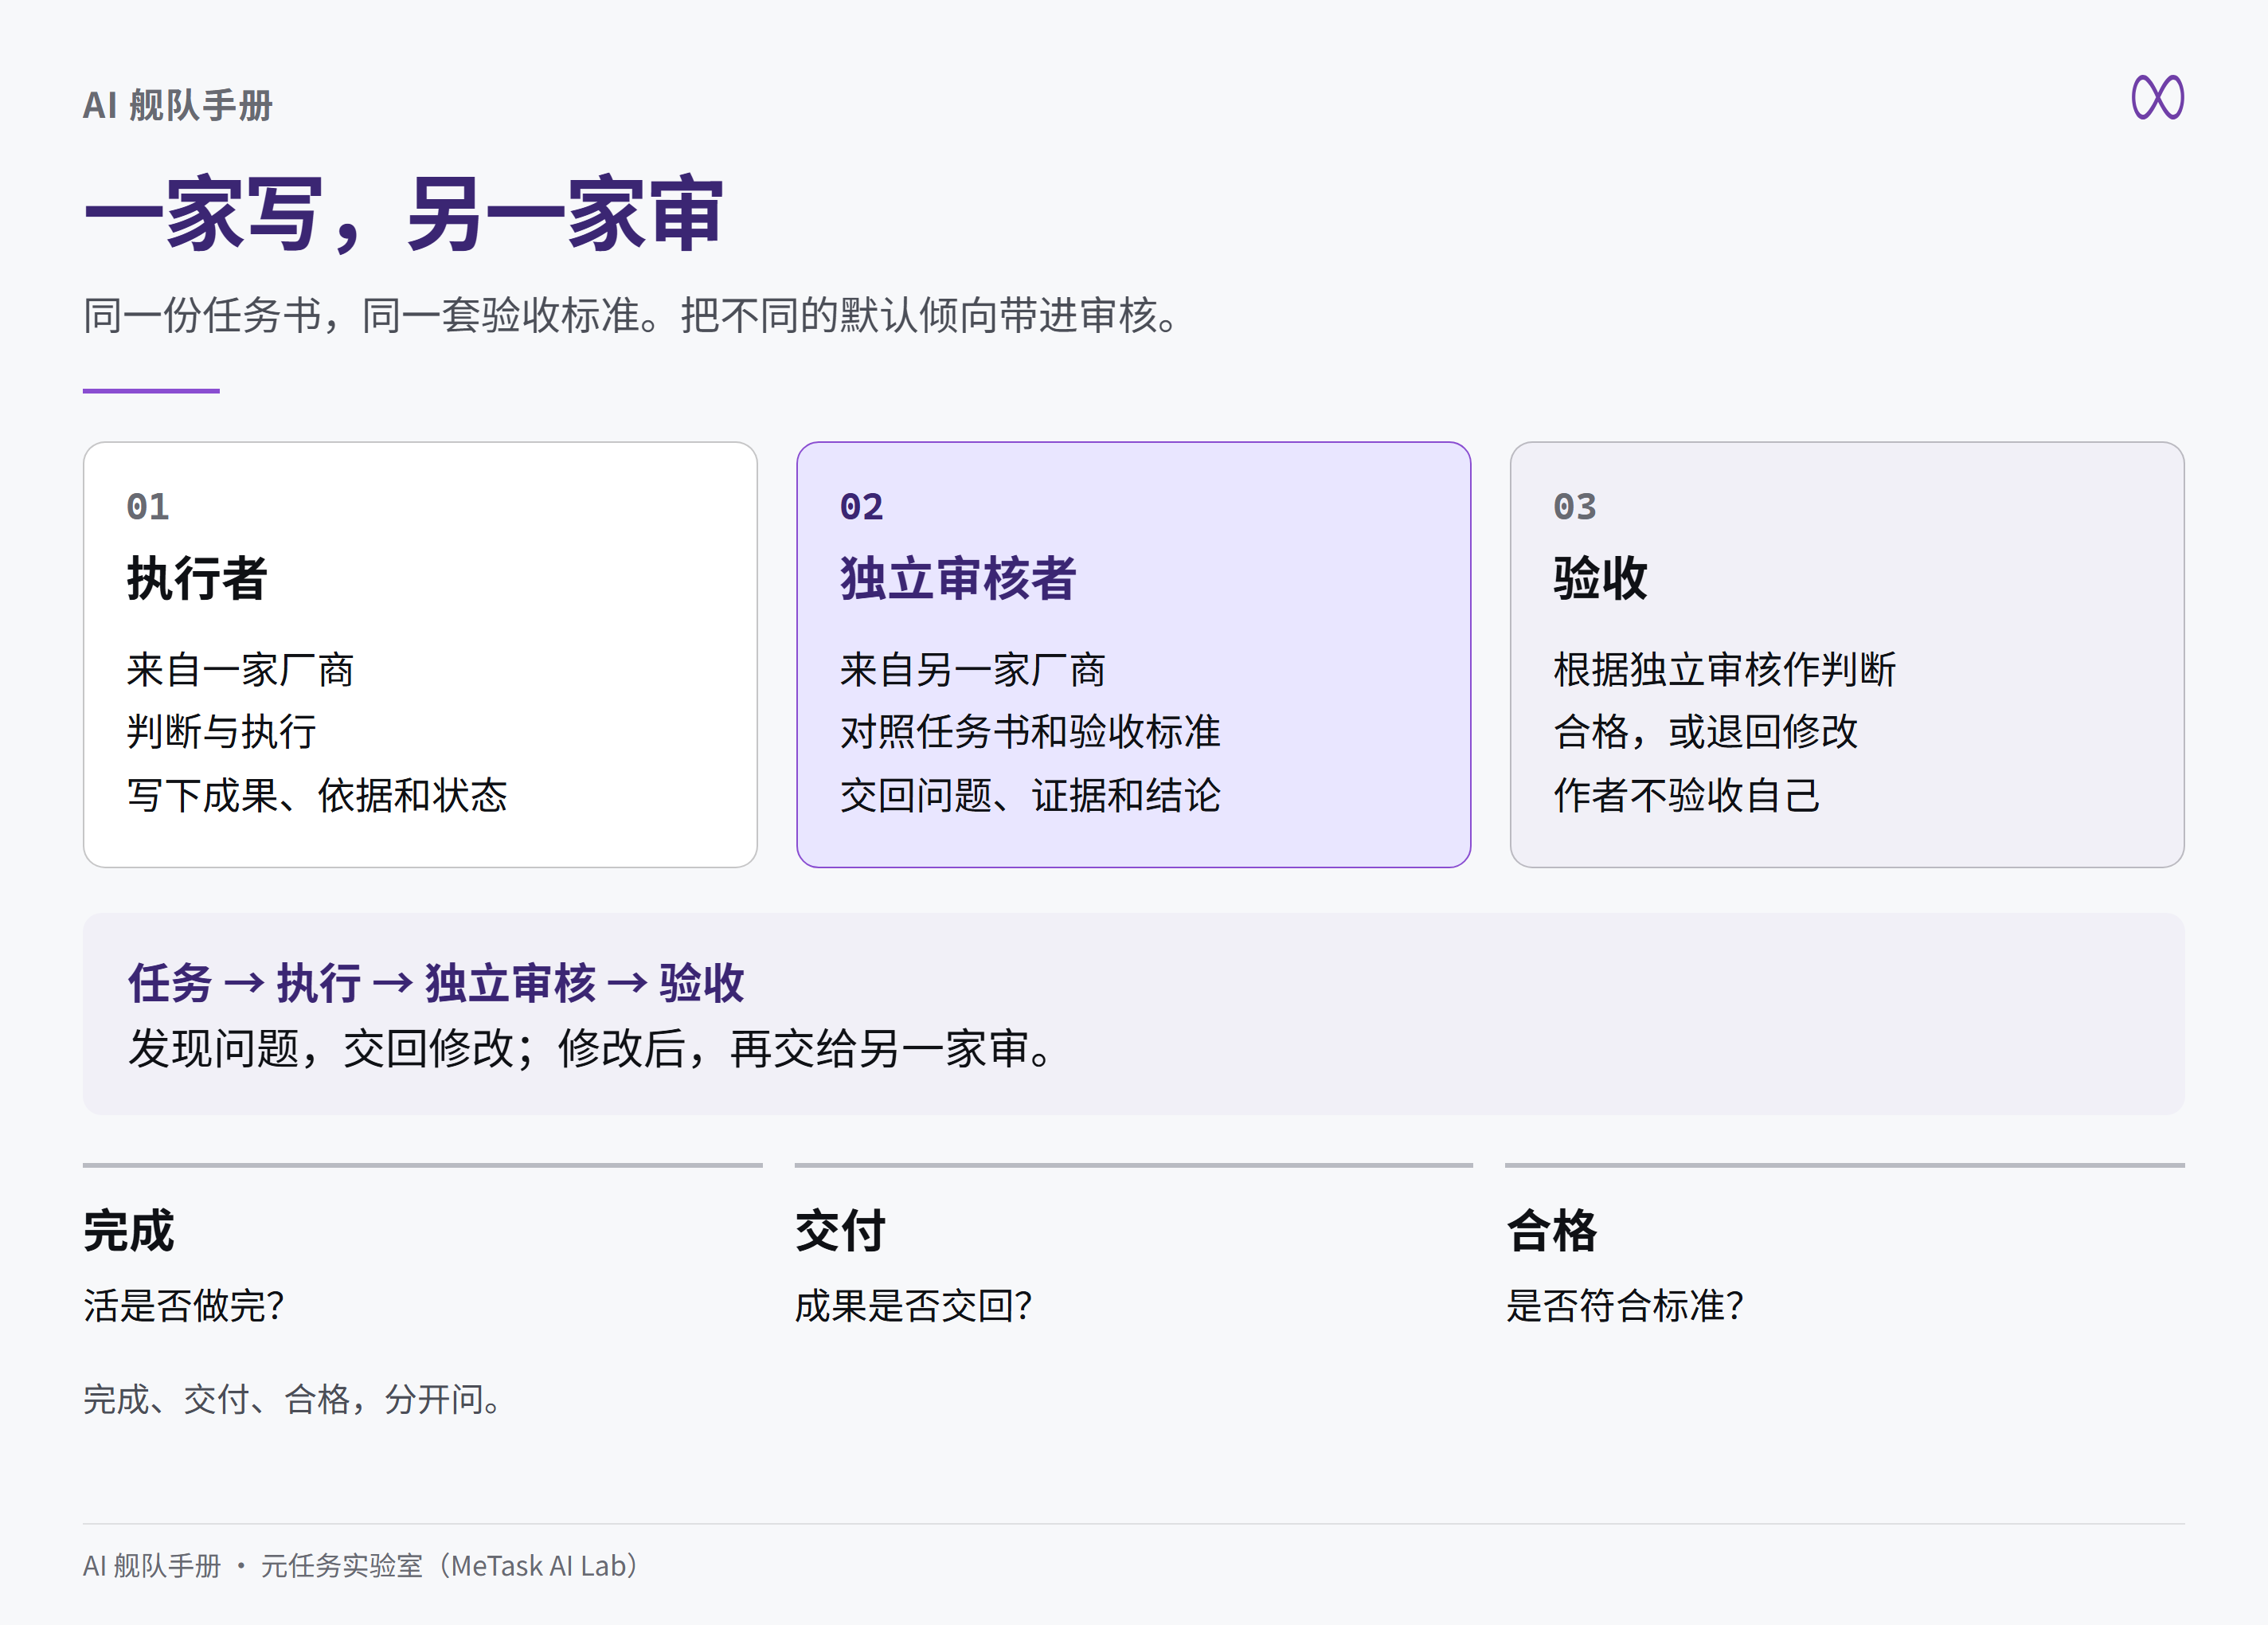 AI 舰队手册
一家写，另一家审
同一份任务书，同一套验收标准。把不同的默认倾向带进审核。
01
执行者
来自一家厂商
判断与执行
写下成果、依据和状态
02
独立审核者
来自另一家厂商
对照任务书和验收标准
交回问题、证据和结论
03
验收
根据独立审核作判断
合格，或退回修改
作者不验收自己
任务 → 执行 → 独立审核 → 验收
发现问题，交回修改；修改后，再交给另一家审。
完成
活是否做完？
交付
成果是否交回？
合格
是否符合标准？
完成、交付、合格，分开问。
AI 舰队手册 · 元任务实验室（MeTask AI Lab）